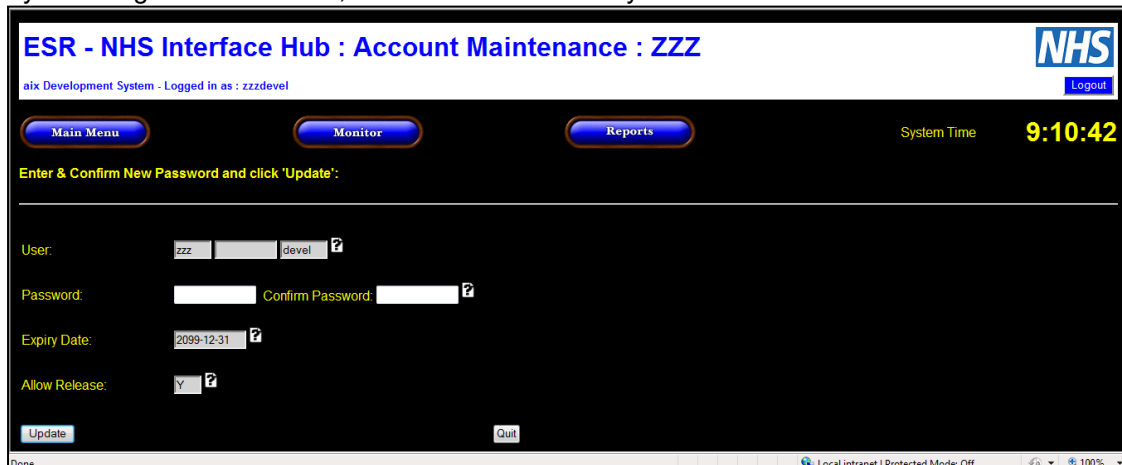 ESR - NHS Interface Hub : Account Maintenance : ZZZ
NHS
aix Development System - Logged in as : zzzdevel
Logout
Main Menu Monitor Reports System Time 9:10:42
Enter & Confirm New Password and click 'Update':
User: zzz devel ?
Password: Confirm Password: ?
Expiry Date: 2099-12-31 ?
Allow Release: Y ?
Update Quit
Done Local intranet | Protected Mode: Off 100%